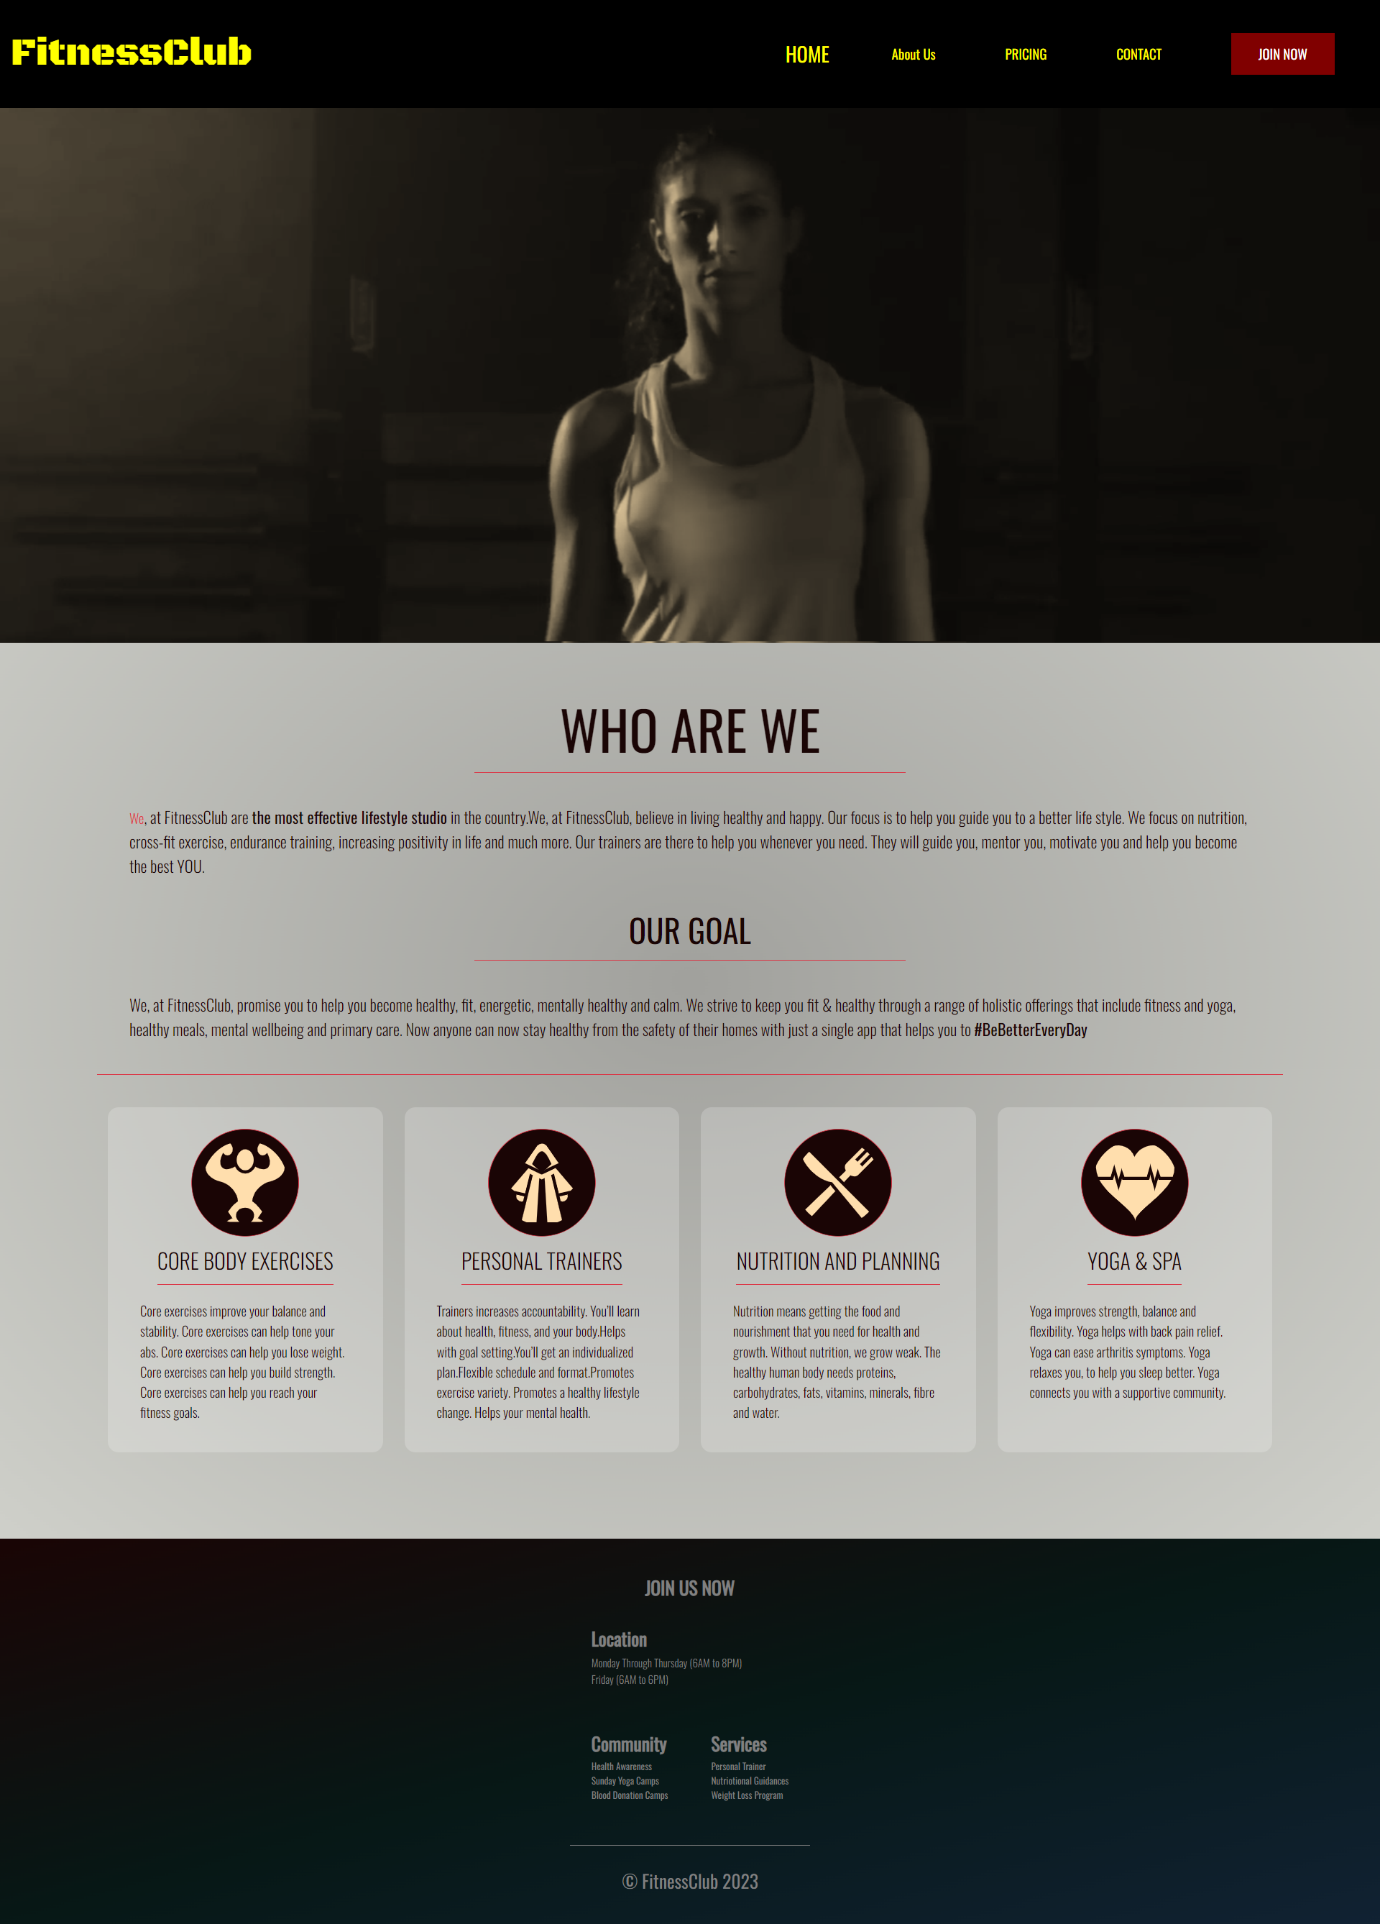 FitnessClub
HOME
About Us
PRICING
CONTACT
JOIN NOW
WHO ARE WE
We, at FitnessClub are the most effective lifestyle studio in the country.We, at FitnessClub, believe in living healthy and happy. Our focus is to help you guide you to a better life style. We focus on nutrition,
cross-fit exercise, endurance training, increasing positivity in life and much more. Our trainers are there to help you whenever you need. They will guide you, mentor you, motivate you and help you become
the best YOU.
OUR GOAL
We, at FitnessClub, promise you to help you become healthy, fit, energetic, mentally healthy and calm. We strive to keep you fit & healthy through a range of holistic offerings that include fitness and yoga,
healthy meals, mental wellbeing and primary care. Now anyone can now stay healthy from the safety of their homes with just a single app that helps you to #BeBetterEveryDay
CORE BODY EXERCISES
Core exercises improve your balance and
stability. Core exercises can help tone your
abs. Core exercises can help you lose weight.
Core exercises can help you build strength.
Core exercises can help you reach your
fitness goals.
PERSONAL TRAINERS
Trainers increases accountability. You'll learn
about health, fitness, and your body.Helps
with goal setting.You'll get an individualized
plan.Flexible schedule and format.Promotes
exercise variety. Promotes a healthy lifestyle
change. Helps your mental health.
NUTRITION AND PLANNING
Nutrition means getting the food and
nourishment that you need for health and
growth. Without nutrition, we grow weak. The
healthy human body needs proteins,
carbohydrates, fats, vitamins, minerals, fibre
and water.
YOGA & SPA
Yoga improves strength, balance and
flexibility. Yoga helps with back pain relief.
Yoga can ease arthritis symptoms. Yoga
relaxes you, to help you sleep better. Yoga
connects you with a supportive community.
JOIN US NOW
Location
Monday Through Thursday (6AM to 8PM)
Friday (6AM to 6PM)
Community
Health Awareness
Sunday Yoga Camps
Blood Donation Camps
Services
Personal Trainer
Nutriotional Guidances
Weight Loss Program
© FitnessClub 2023